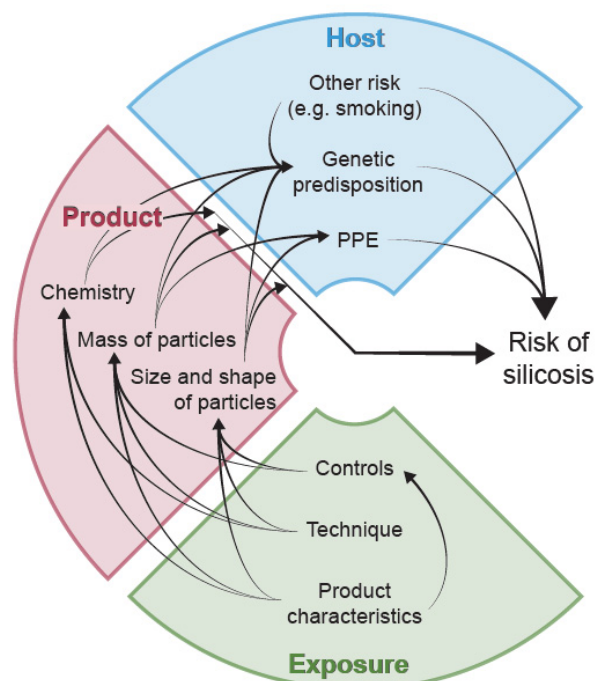 Host
Other risk
(e.g. smoking)
Genetic
predisposition
PPE
Product
Chemistry
Mass of particles
Size and shape
of particles
Risk of
silicosis
Controls
Technique
Product
characteristics
Exposure